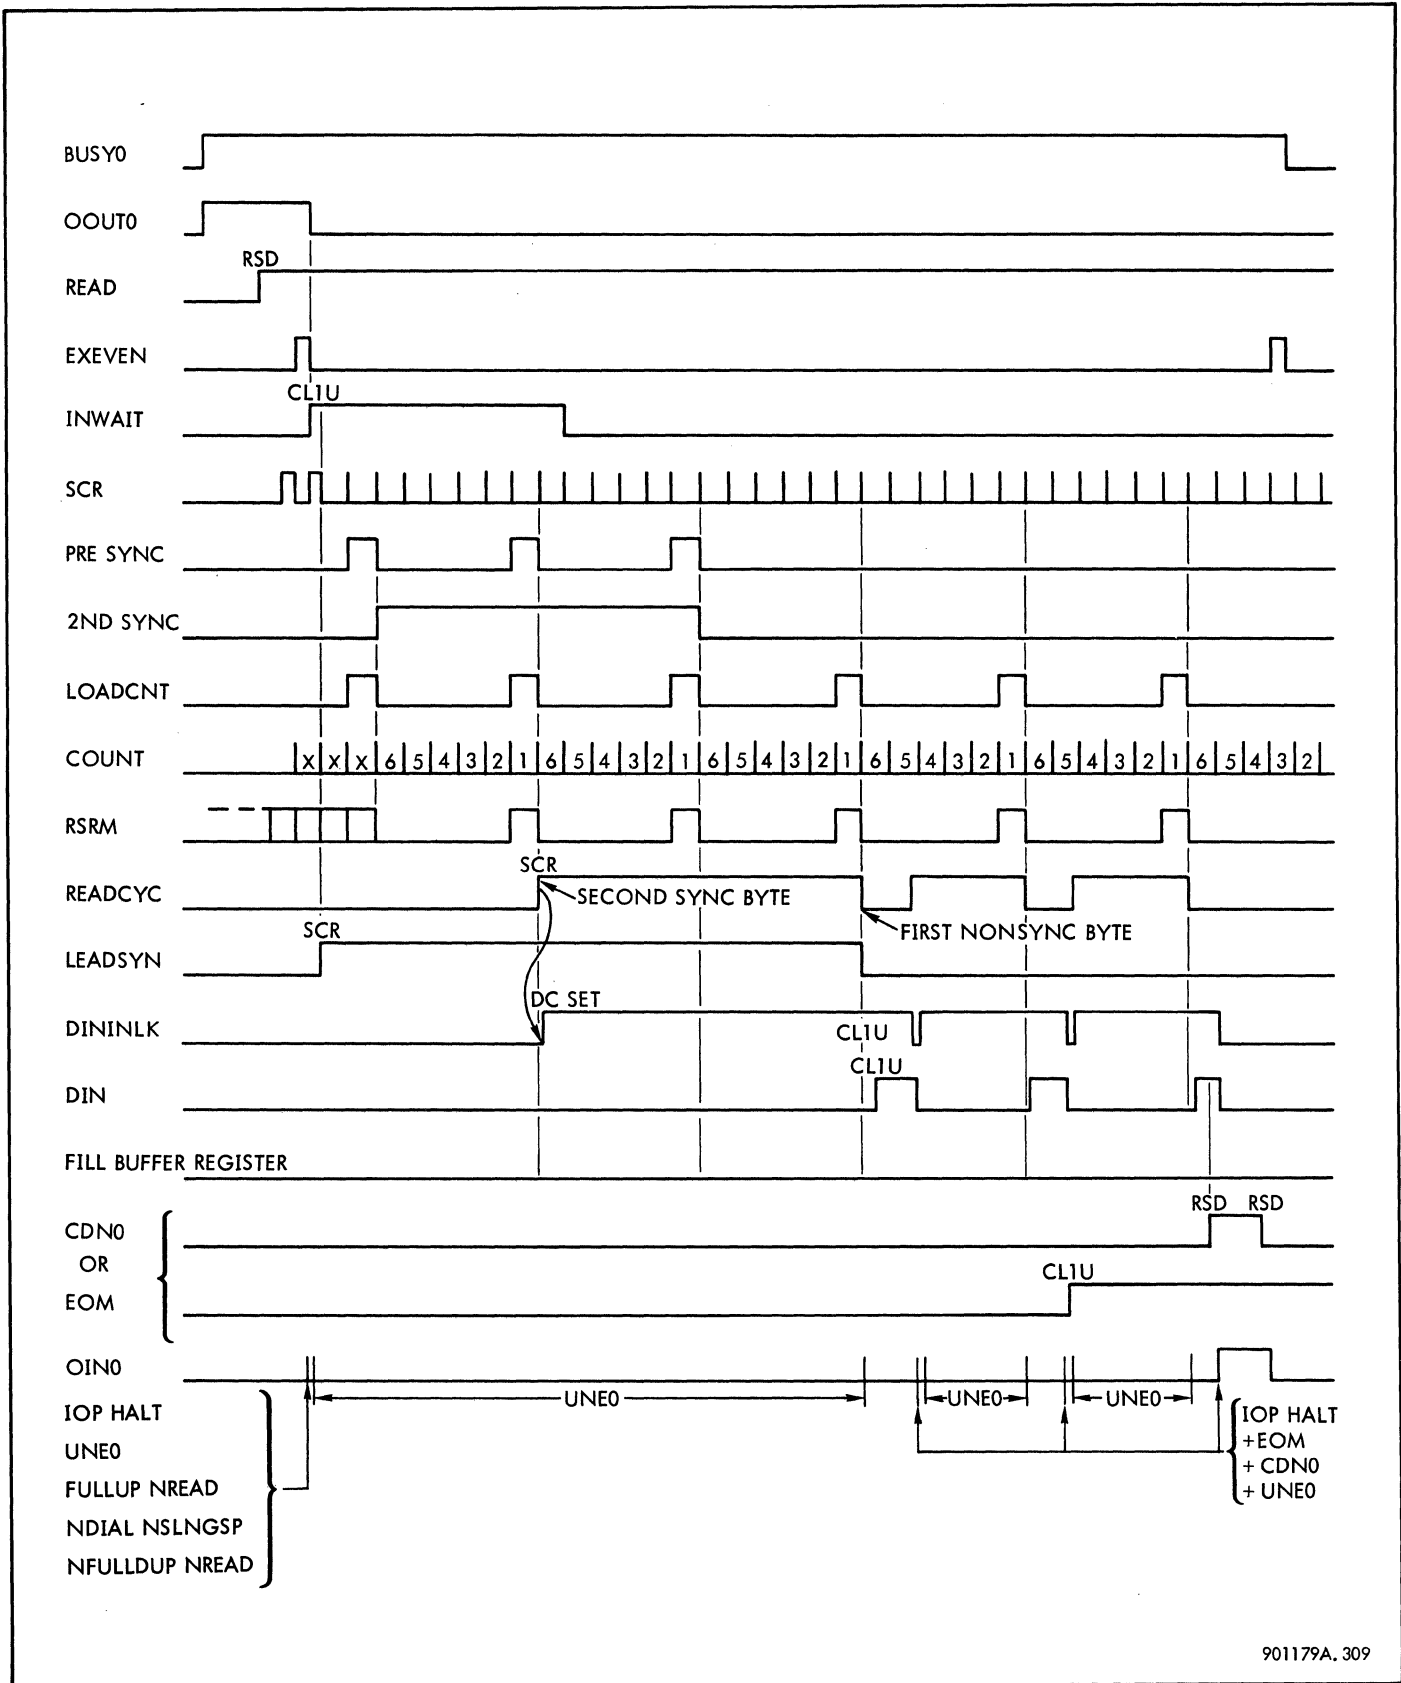 BUSY0
OOUT0
RSD
READ
EXEVEN
CL1U
INWAIT
SCR
PRE SYNC
2ND SYNC
LOADCNT
COUNT X X X 6 5 4 3 2 1 6 5 4 3 2 1 6 5 4 3 2 1 6 5 4 3 2 1 6 5 4 3 2 1 6 5 4 3 2
RSRM
SCR
READCYC
SECOND SYNC BYTE
FIRST NONSYNC BYTE
SCR
LEADSYN
DC SET
DININLK
CL1U
CL1U
DIN
FILL BUFFER REGISTER
RSD RSD
CDN0
OR
CL1U
EOM
OIN0
UNE0 UNE0 UNE0
IOP HALT
UNE0
FULLUP NREAD
NDIAL NSLNGSP
NFULLDUP NREAD
IOP HALT
+EOM
+ CDN0
+ UNE0
901179A. 309